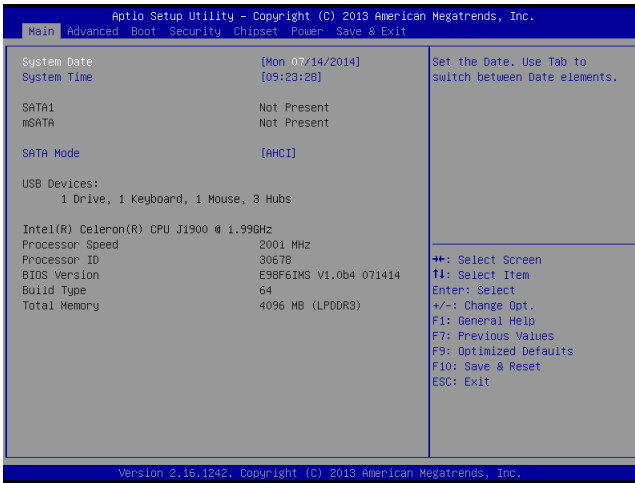 Aptio Setup Utility – Copyright (C) 2013 American Megatrends, Inc.
Main Advanced Boot Security Chipset Power Save & Exit
System Date [Mon 07/14/2014]
System Time [09:23:28]
SATA1 Not Present
mSATA Not Present
SATA Mode [AHCI]
USB Devices:
1 Drive, 1 Keyboard, 1 Mouse, 3 Hubs
Intel(R) Celeron(R) CPU J1900 @ 1.99GHz
Processor Speed 2001 MHz
Processor ID 30678
BIOS Version E98F6IMS V1.0b4 071414
Build Type 64
Total Memory 4096 MB (LPDDR3)
Set the Date. Use Tab to
switch between Date elements.
→←: Select Screen
↑↓: Select Item
Enter: Select
+/-: Change Opt.
F1: General Help
F7: Previous Values
F9: Optimized Defaults
F10: Save & Reset
ESC: Exit
Version 2.16.1242. Copyright (C) 2013 American Megatrends, Inc.